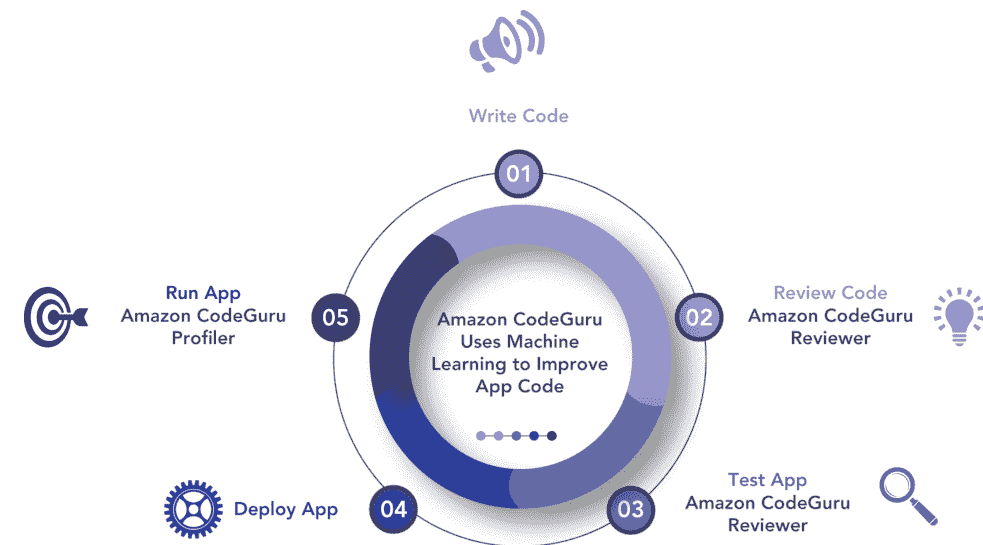 Write Code
01
Run App
Amazon CodeGuru
Profiler
05
Amazon CodeGuru
Uses Machine
Learning to Improve
App Code
02
Review Code
Amazon CodeGuru
Reviewer
Deploy App
04
03
Test App
Amazon CodeGuru
Reviewer